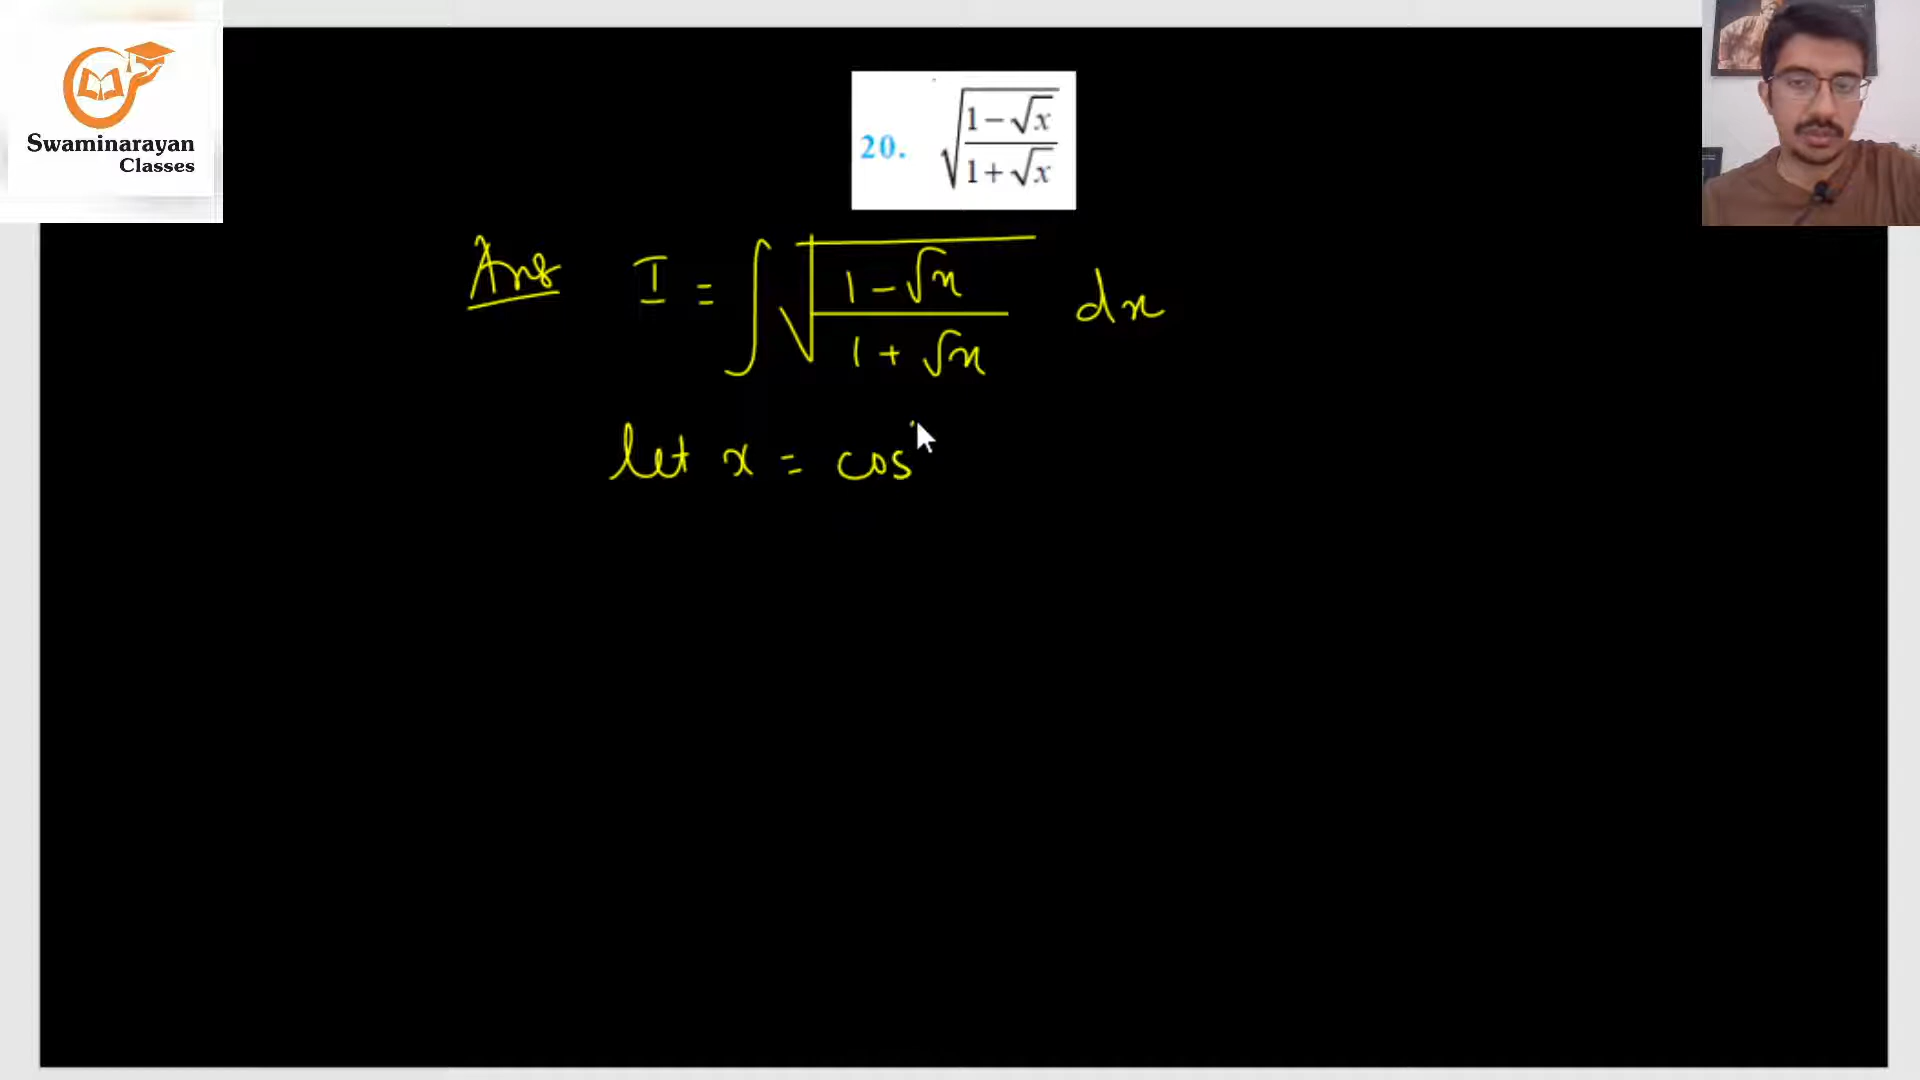 Swaminarayan
Classes
20. √((1−√x)/(1+√x))
Ans I = ∫ √((1−√x)/(1+√x)) dx
let x = cos